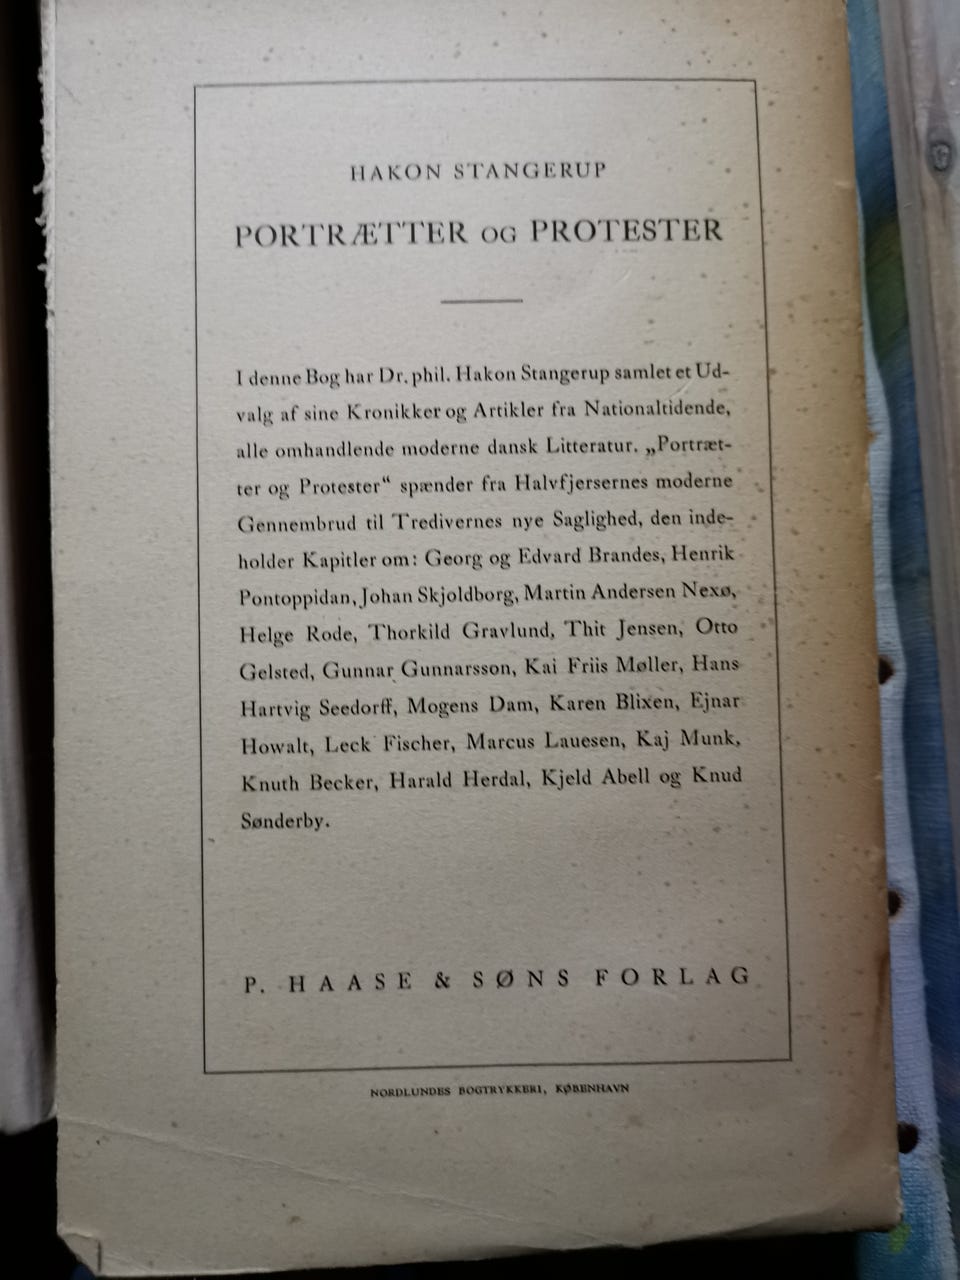 HAKON STANGERUP
PORTRÆTTER OG PROTESTER
I denne Bog har Dr. phil. Hakon Stangerup samlet et Ud-
valg af sine Kronikker og Artikler fra Nationaltidende,
alle omhandlende moderne dansk Litteratur. „Portræt-
ter og Protester“ spænder fra Halvfjersernes moderne
Gennembrud til Tredivernes nye Saglighed, den inde-
holder Kapitler om: Georg og Edvard Brandes, Henrik
Pontoppidan, Johan Skjoldborg, Martin Andersen Nexø,
Helge Rode, Thorkild Gravlund, Thit Jensen, Otto
Gelsted, Gunnar Gunnarsson, Kai Friis Møller, Hans
Hartvig Seedorff, Mogens Dam, Karen Blixen, Ejnar
Howalt, Leck Fischer, Marcus Lauesen, Kaj Munk,
Knuth Becker, Harald Herdal, Kjeld Abell og Knud
Sønderby.
P. HAASE & SØNS FORLAG
NORDLUNDES BOGTRYKKERI, KØBENHAVN